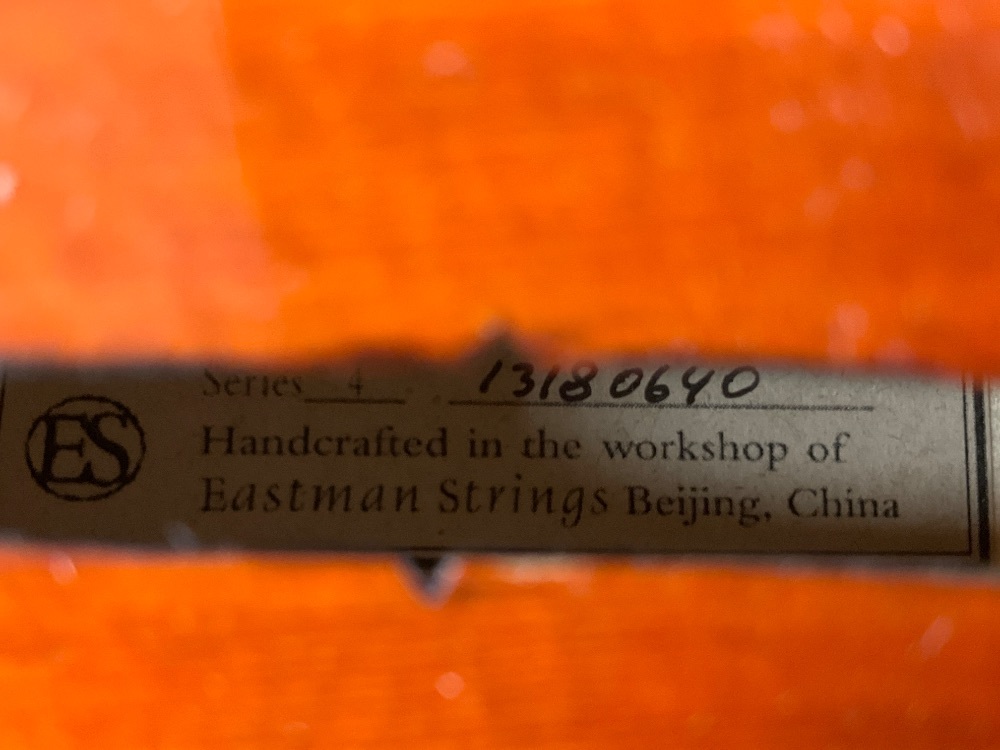 Series 4 13180640
ES
Handcrafted in the workshop of
Eastman Strings Beijing, China